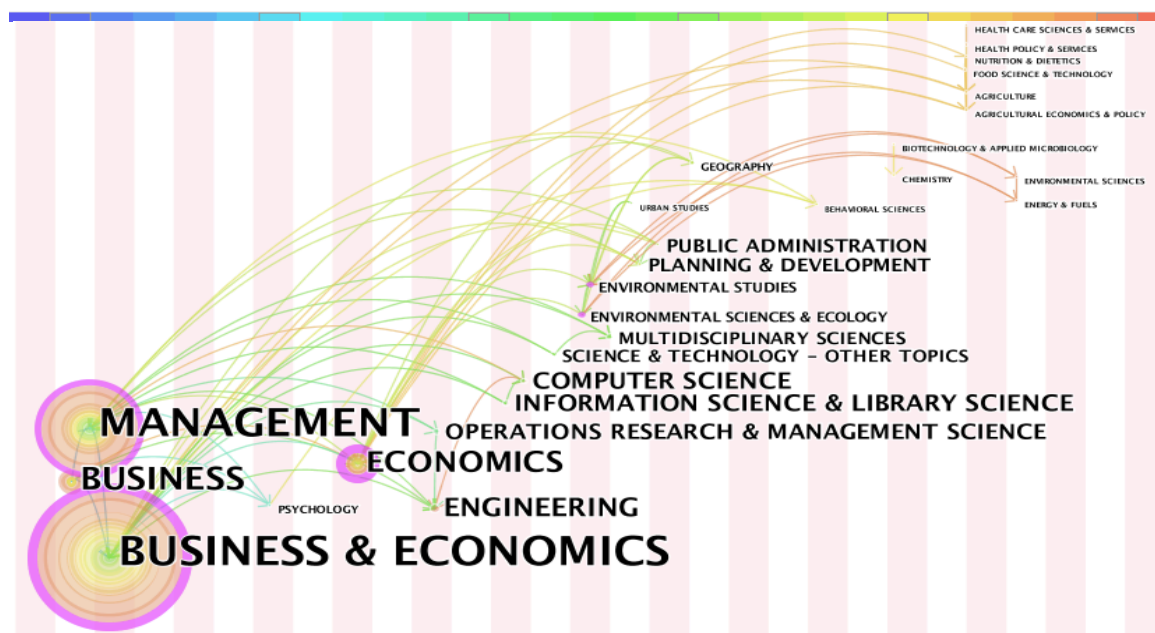 HEALTH CARE SCIENCES & SERVICES
HEALTH POLICY & SERVICES
NUTRITION & DIETETICS
FOOD SCIENCE & TECHNOLOGY
AGRICULTURE
AGRICULTURAL ECONOMICS & POLICY
BIOTECHNOLOGY & APPLIED MICROBIOLOGY
GEOGRAPHY
CHEMISTRY
ENVIRONMENTAL SCIENCES
ENERGY & FUELS
URBAN STUDIES
BEHAVIORAL SCIENCES
PUBLIC ADMINISTRATION
PLANNING & DEVELOPMENT
ENVIRONMENTAL STUDIES
ENVIRONMENTAL SCIENCES & ECOLOGY
MULTIDISCIPLINARY SCIENCES
SCIENCE & TECHNOLOGY - OTHER TOPICS
COMPUTER SCIENCE
INFORMATION SCIENCE & LIBRARY SCIENCE
MANAGEMENT
OPERATIONS RESEARCH & MANAGEMENT SCIENCE
ECONOMICS
BUSINESS
PSYCHOLOGY
ENGINEERING
BUSINESS & ECONOMICS